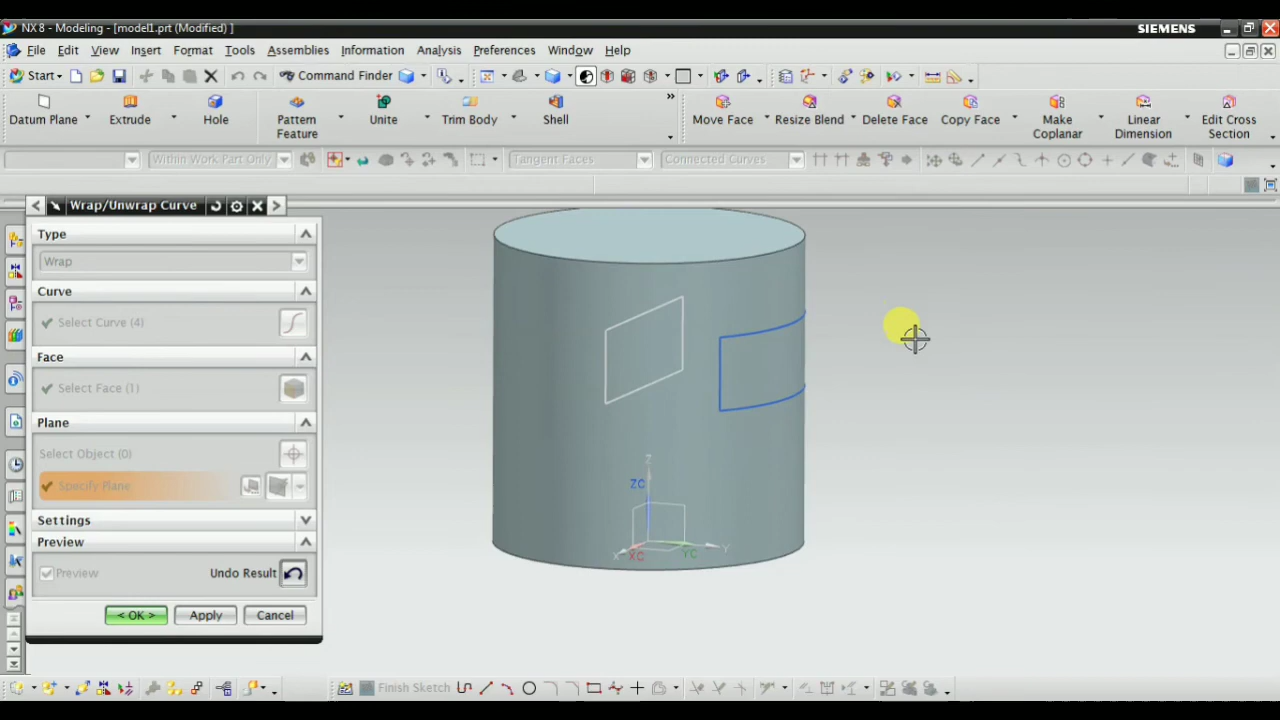 NX 8 - Modeling - [model1.prt (Modified) ]
SIEMENS
File Edit View Insert Format Tools Assemblies Information Analysis Preferences Window Help
Start Command Finder
Datum Plane Extrude Hole Pattern Feature Unite Trim Body Shell Move Face Resize Blend Delete Face Copy Face Make Coplanar Linear Dimension Edit Cross Section
Within Work Part Only Tangent Faces Connected Curves
Wrap/Unwrap Curve
Type
Wrap
Curve
Select Curve (4)
Face
Select Face (1)
Plane
Select Object (0)
Specify Plane
Settings
Preview
Preview Undo Result
< OK > Apply Cancel
Z
ZC
X XC YC Y
Finish Sketch